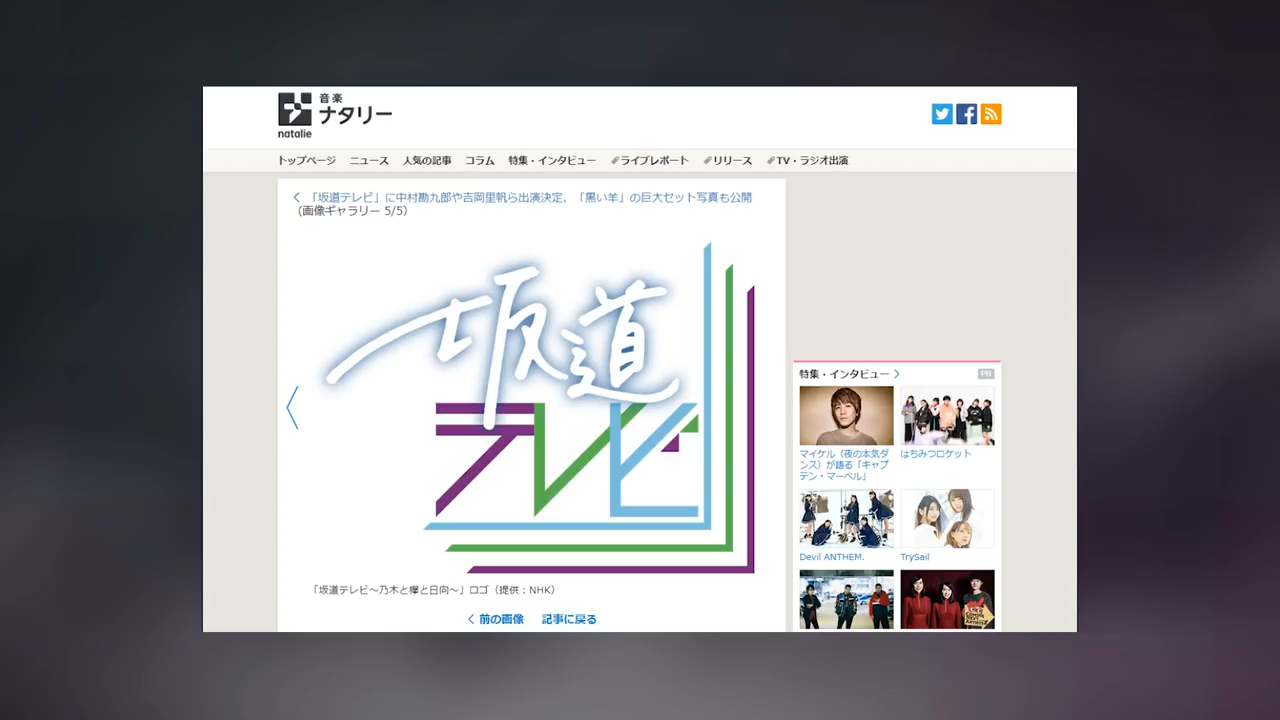 音楽
ナタリー
natalie
トップページ ニュース 人気の記事 コラム 特集・インタビュー ライブレポート リリース TV・ラジオ出演
「坂道テレビ」に中村勘九郎や吉岡里帆ら出演決定、「黒い羊」の巨大セット写真も公開
（画像ギャラリー 5/5）
坂道
テレビ
「坂道テレビ～乃木と欅と日向～」ロゴ（提供：NHK）
前の画像 記事に戻る
特集・インタビュー
PR
マイケル（夜の本気ダ
ンス）が語る「キャプ
テン・マーベル」
はちみつロケット
Devil ANTHEM.
TrySail